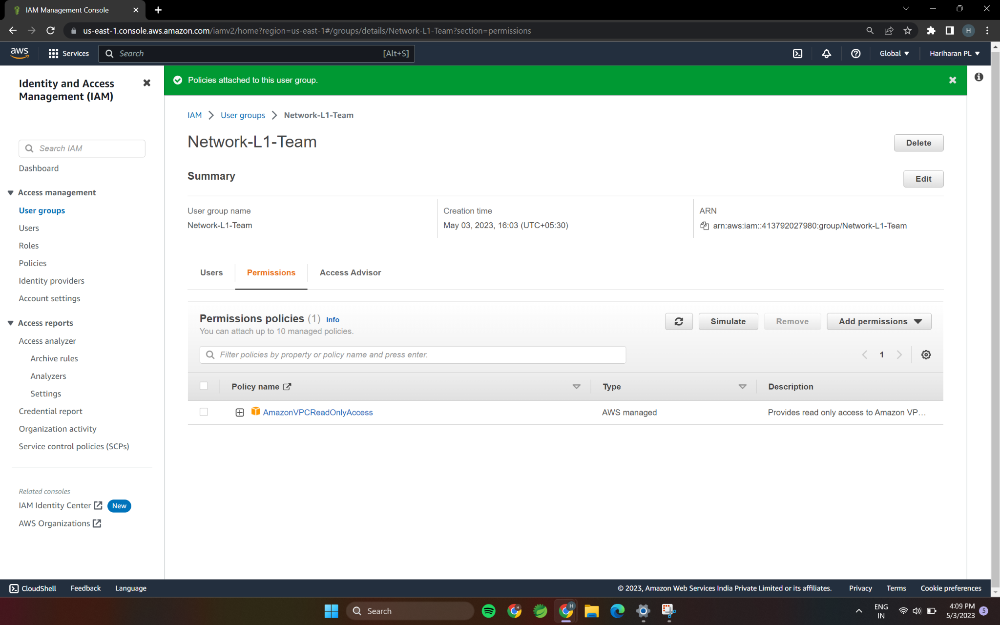 IAM Management Console
us-east-1.console.aws.amazon.com/iamv2/home?region=us-east-1#/groups/details/Network-L1-Team?section=permissions
H
aws
Services
Search
[Alt+S]
Global
Hariharan PL
Identity and Access
Management (IAM)
Search IAM
Dashboard
Access management
User groups
Users
Roles
Policies
Identity providers
Account settings
Access reports
Access analyzer
Archive rules
Analyzers
Settings
Credential report
Organization activity
Service control policies (SCPs)
Related consoles
IAM Identity Center
New
AWS Organizations
Policies attached to this user group.
IAM
User groups
Network-L1-Team
Network-L1-Team
Delete
Summary
Edit
User group name
Network-L1-Team
Creation time
May 03, 2023, 16:03 (UTC+05:30)
ARN
arn:aws:iam::413792027980:group/Network-L1-Team
Users
Permissions
Access Advisor
Permissions policies (1) Info
You can attach up to 10 managed policies.
Simulate
Remove
Add permissions
Filter policies by property or policy name and press enter.
1
Policy name
Type
Description
AmazonVPCReadOnlyAccess
AWS managed
Provides read only access to Amazon VP...
CloudShell
Feedback
Language
© 2023, Amazon Web Services India Private Limited or its affiliates.
Privacy
Terms
Cookie preferences
Search
H
H
ENG
IN
4:09 PM
5/3/2023
5